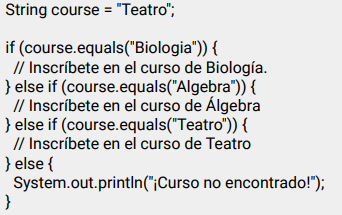 String course = "Teatro";
if (course.equals("Biologia")) {
// Inscríbete en el curso de Biología.
} else if (course.equals("Algebra")) {
// Inscríbete en el curso de Álgebra
} else if (course.equals("Teatro")) {
// Inscríbete en el curso de Teatro
} else {
System.out.println("¡Curso no encontrado!");
}